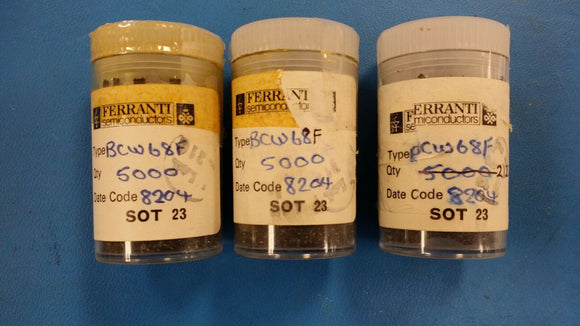 FERRANTI
semiconductors
Type BCW68F
Qty 5000
Date Code 8204
SOT 23
FERRANTI
semiconductors
Type BCW68F
Qty 5000
Date Code 8204
SOT 23
FERRANTI
miconductors
Type BCW68F
Qty 5000
Date Code 8204
SOT 23